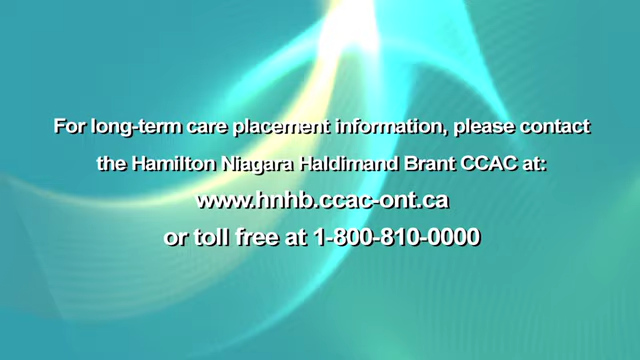 For long-term care placement information, please contact
the Hamilton Niagara Haldimand Brant CCAC at:
www.hnhb.ccac-ont.ca
or toll free at 1-800-810-0000